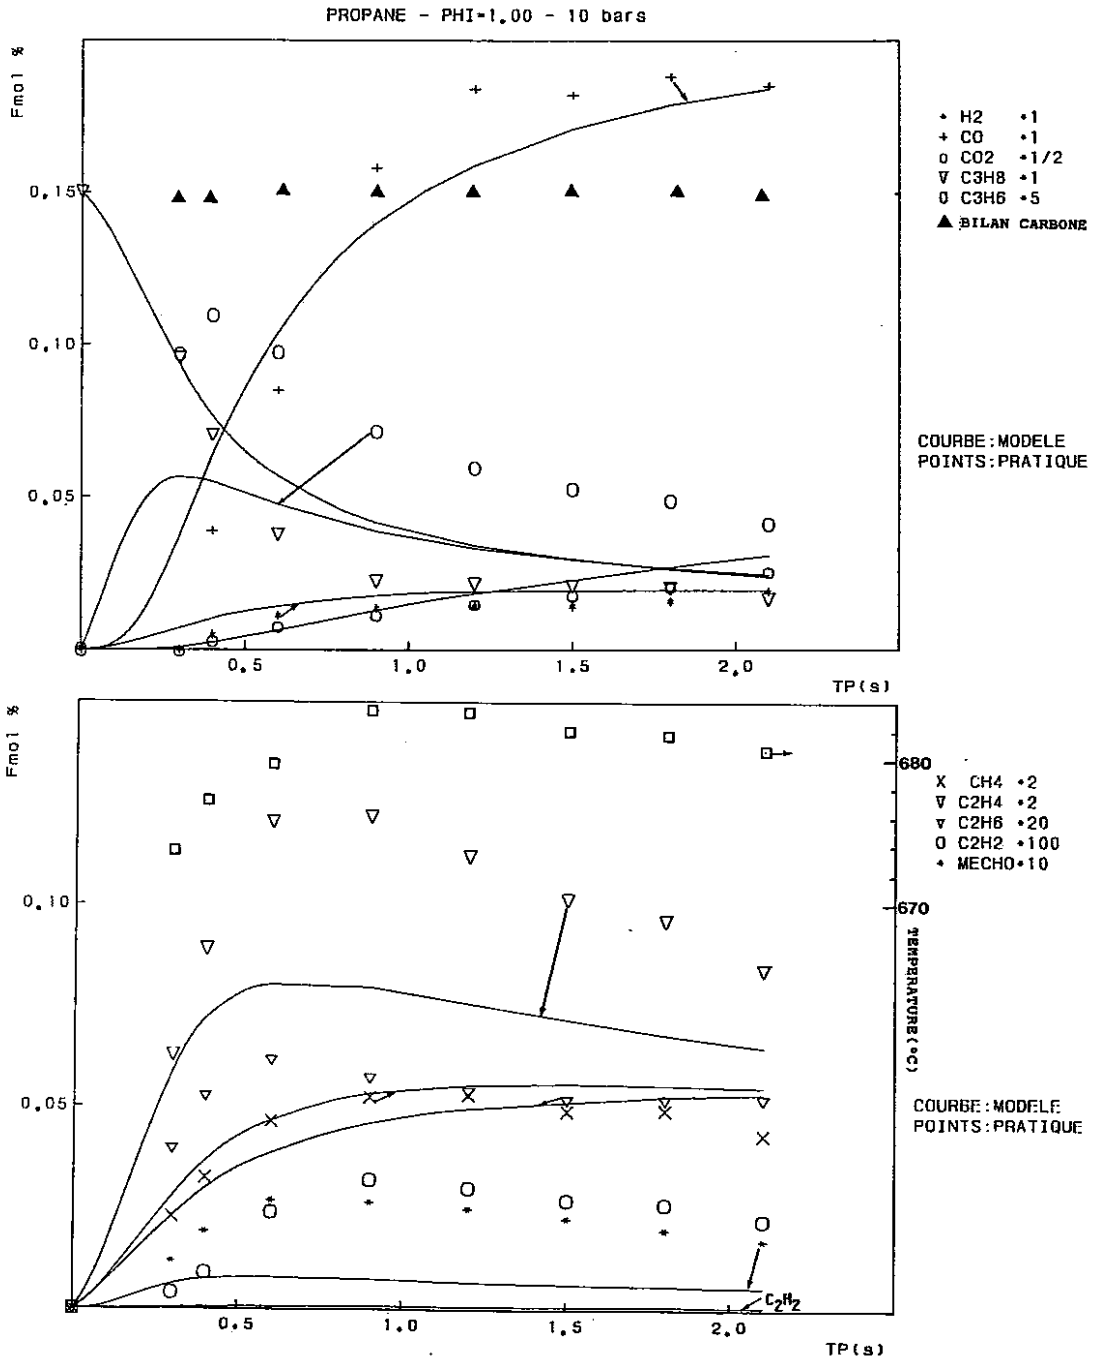 PROPANE - PHI=1.00 - 10 bars
Fmol %
0.15
0.10
0.05
0.5
1.0
1.5
2.0
TP(s)
* H2 *1
+ CO *1
o CO2 *1/2
∇ C3H8 *1
O C3H6 *5
▲ BILAN CARBONE
COURBE:MODELE
POINTS:PRATIQUE
Fmol %
0.10
0.05
0.5
1.0
1.5
2.0
TP(s)
C2H2
680
670
TEMPERATURE(°C)
X CH4 *2
∇ C2H4 *2
∇ C2H6 *20
O C2H2 *100
* MECHO*10
COURBE:MODELE
POINTS:PRATIQUE